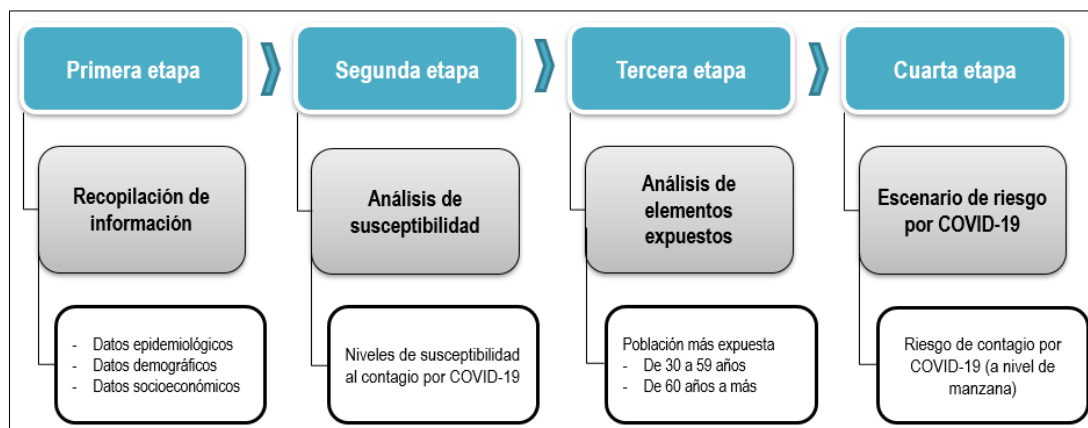 Primera etapa
Segunda etapa
Tercera etapa
Cuarta etapa
Recopilación de
información
Análisis de
susceptibilidad
Análisis de
elementos
expuestos
Escenario de riesgo
por COVID-19
- Datos epidemiológicos
- Datos demográficos
- Datos socioeconómicos
Niveles de susceptibilidad
al contagio por COVID-19
Población más expuesta
- De 30 a 59 años
- De 60 años a más
Riesgo de contagio por
COVID-19 (a nivel de
manzana)